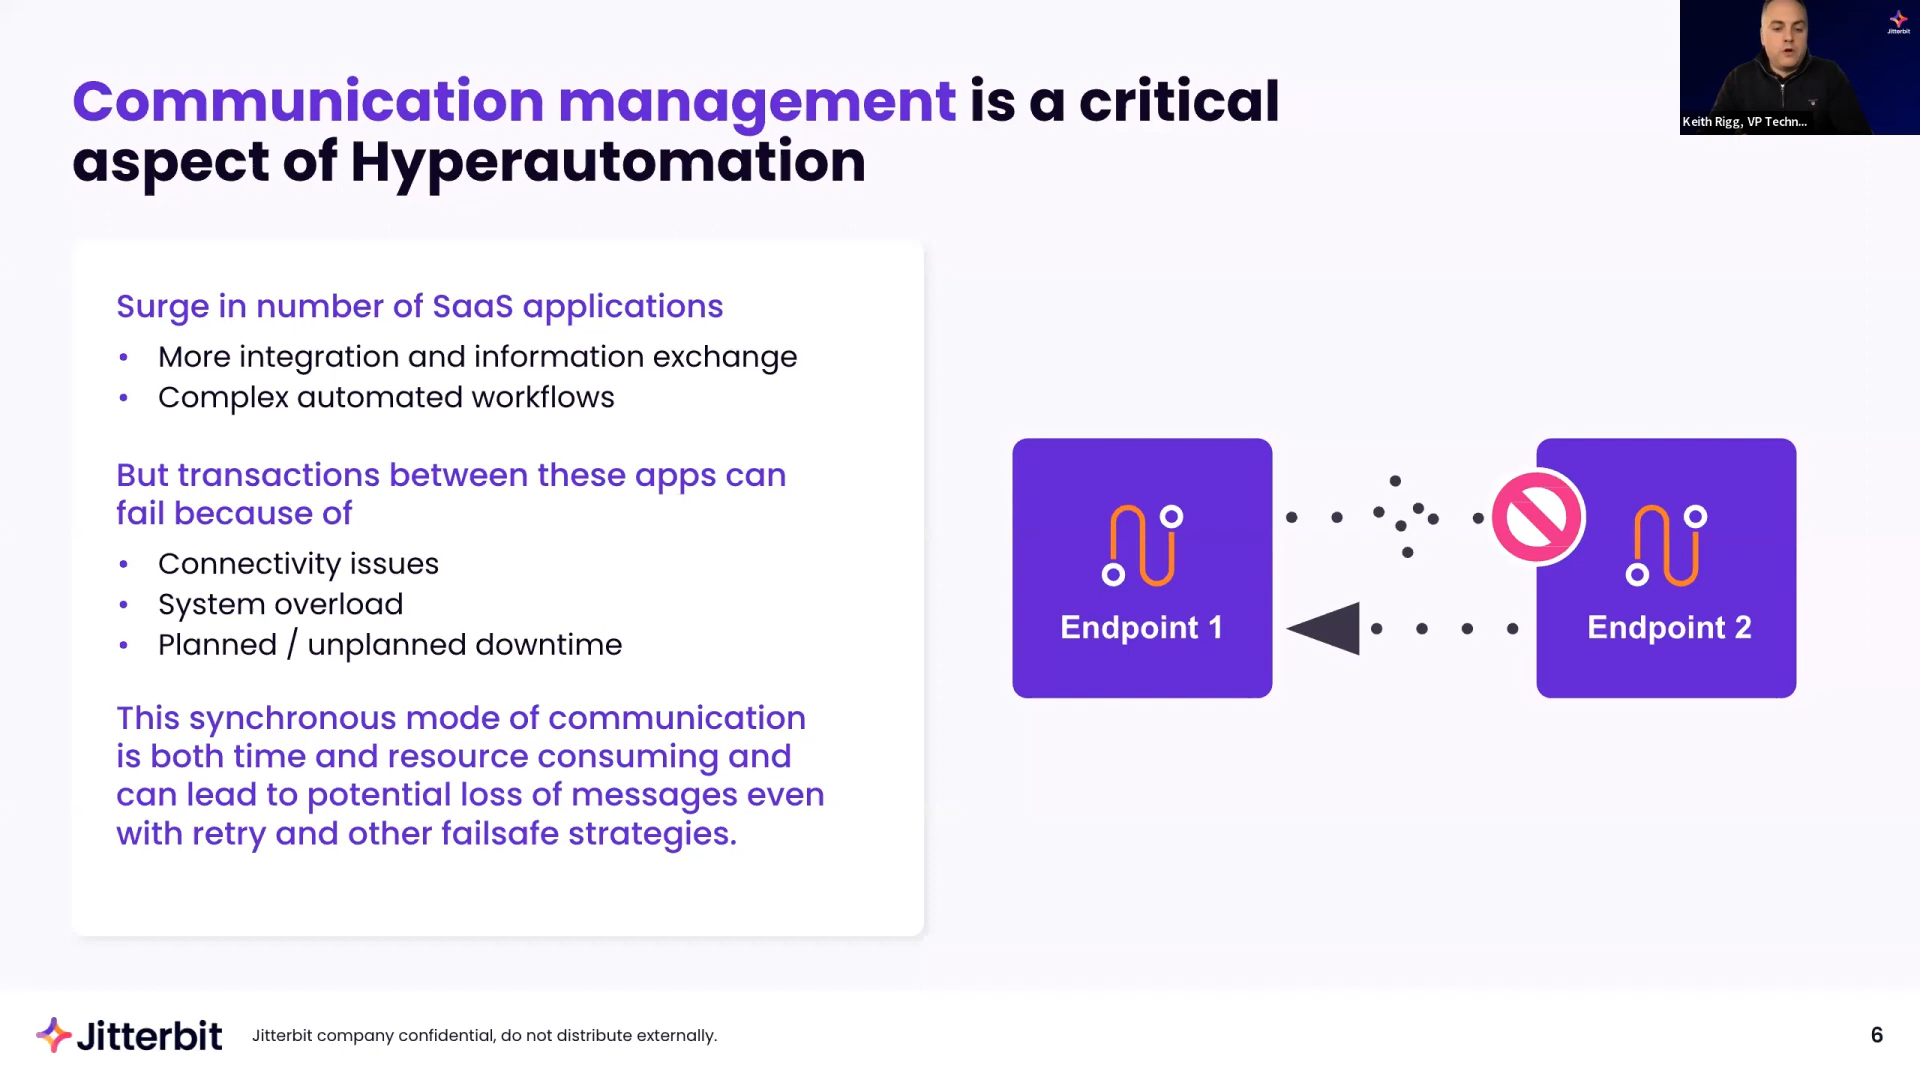 Communication management is a critical
aspect of Hyperautomation
Jitterbit
Keith Rigg, VP Techn...
Surge in number of SaaS applications
• More integration and information exchange
• Complex automated workflows
But transactions between these apps can
fail because of
• Connectivity issues
• System overload
• Planned / unplanned downtime
This synchronous mode of communication
is both time and resource consuming and
can lead to potential loss of messages even
with retry and other failsafe strategies.
Endpoint 1
Endpoint 2
Jitterbit
Jitterbit company confidential, do not distribute externally.
6